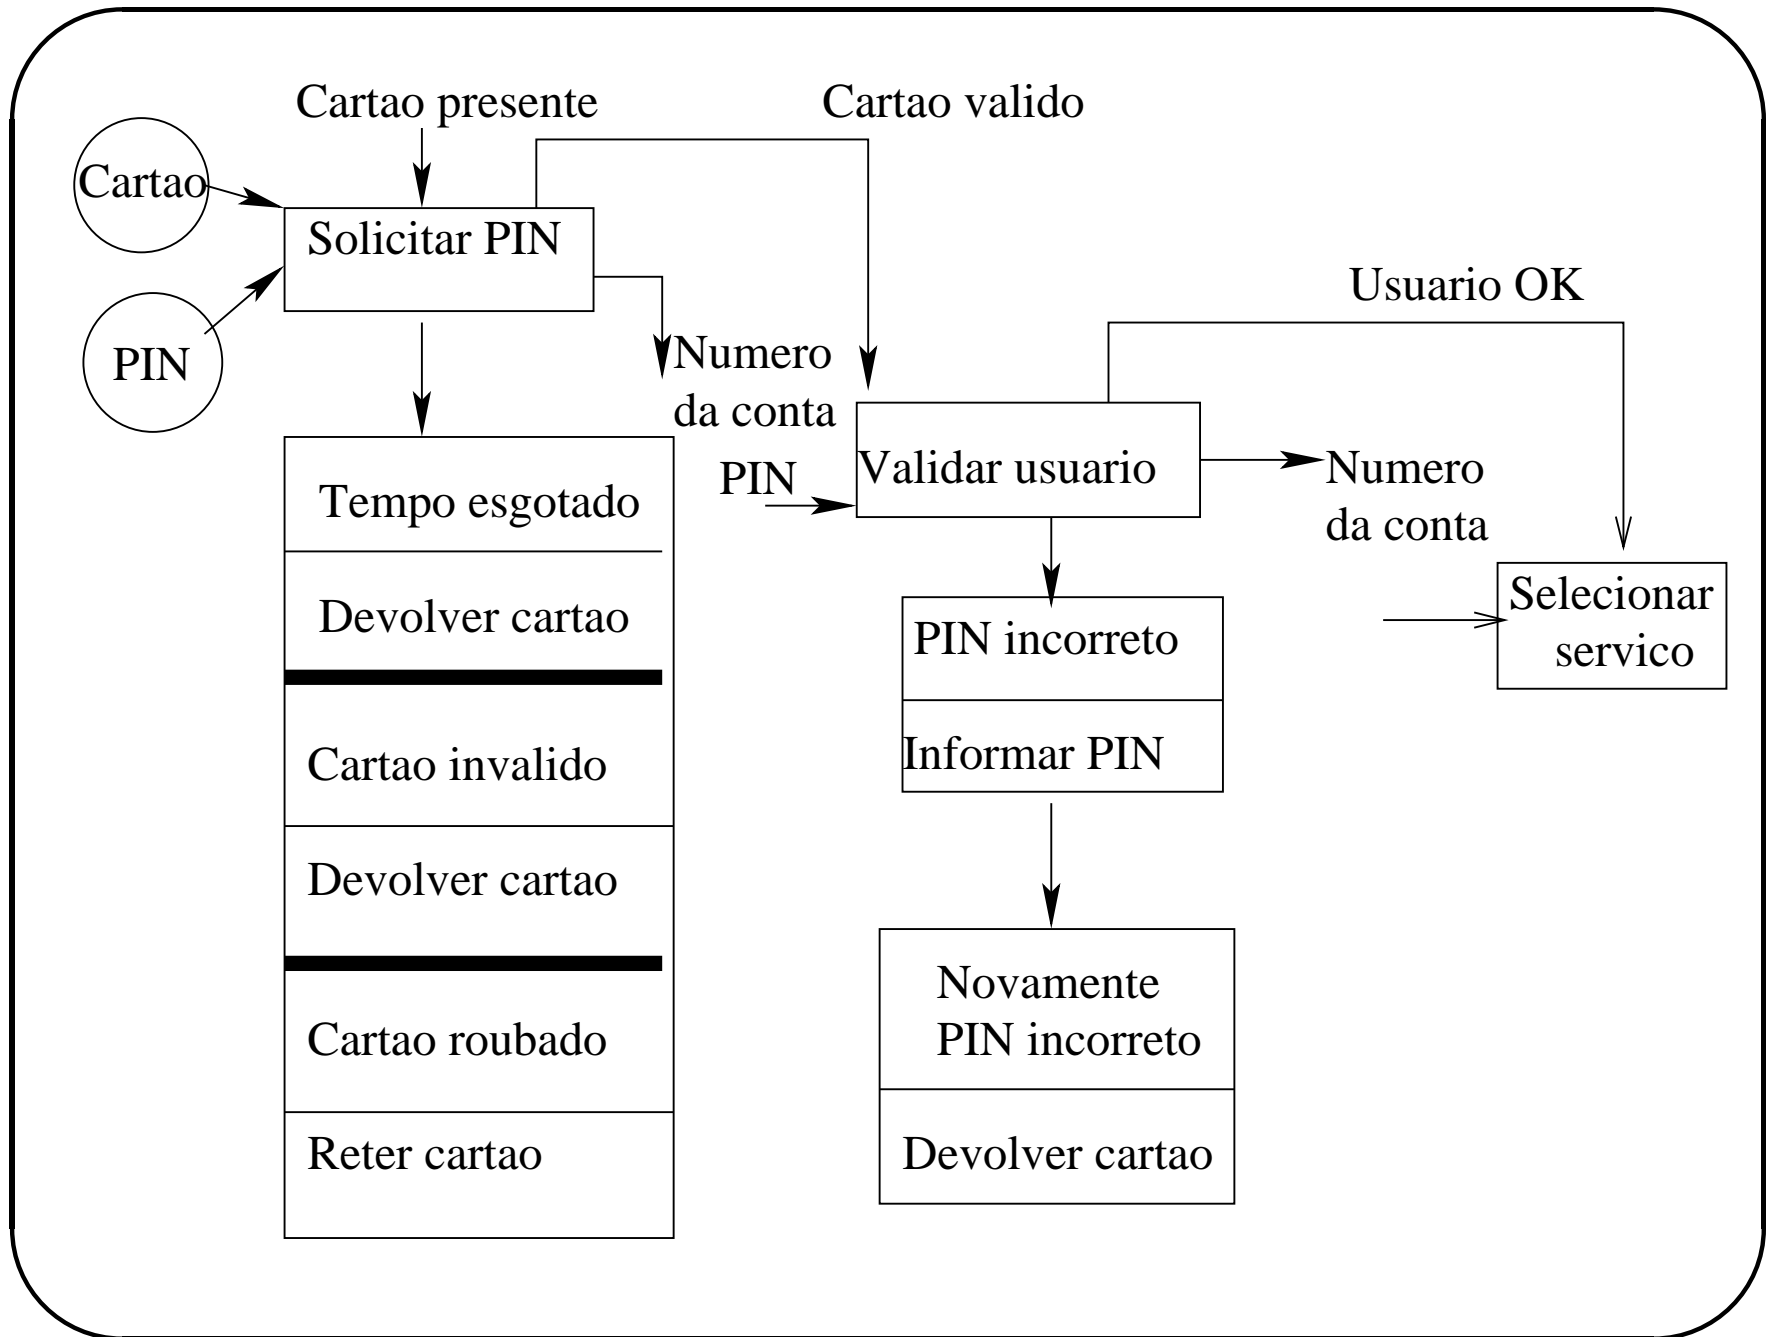 Cartao presente
Cartao valido
Cartao
Solicitar PIN
PIN
Numero
da conta
Usuario OK
PIN
Validar usuario
Numero
da conta
Tempo esgotado
Devolver cartao
Cartao invalido
Devolver cartao
Cartao roubado
Reter cartao
PIN incorreto
Informar PIN
Novamente
PIN incorreto
Devolver cartao
Selecionar
servico